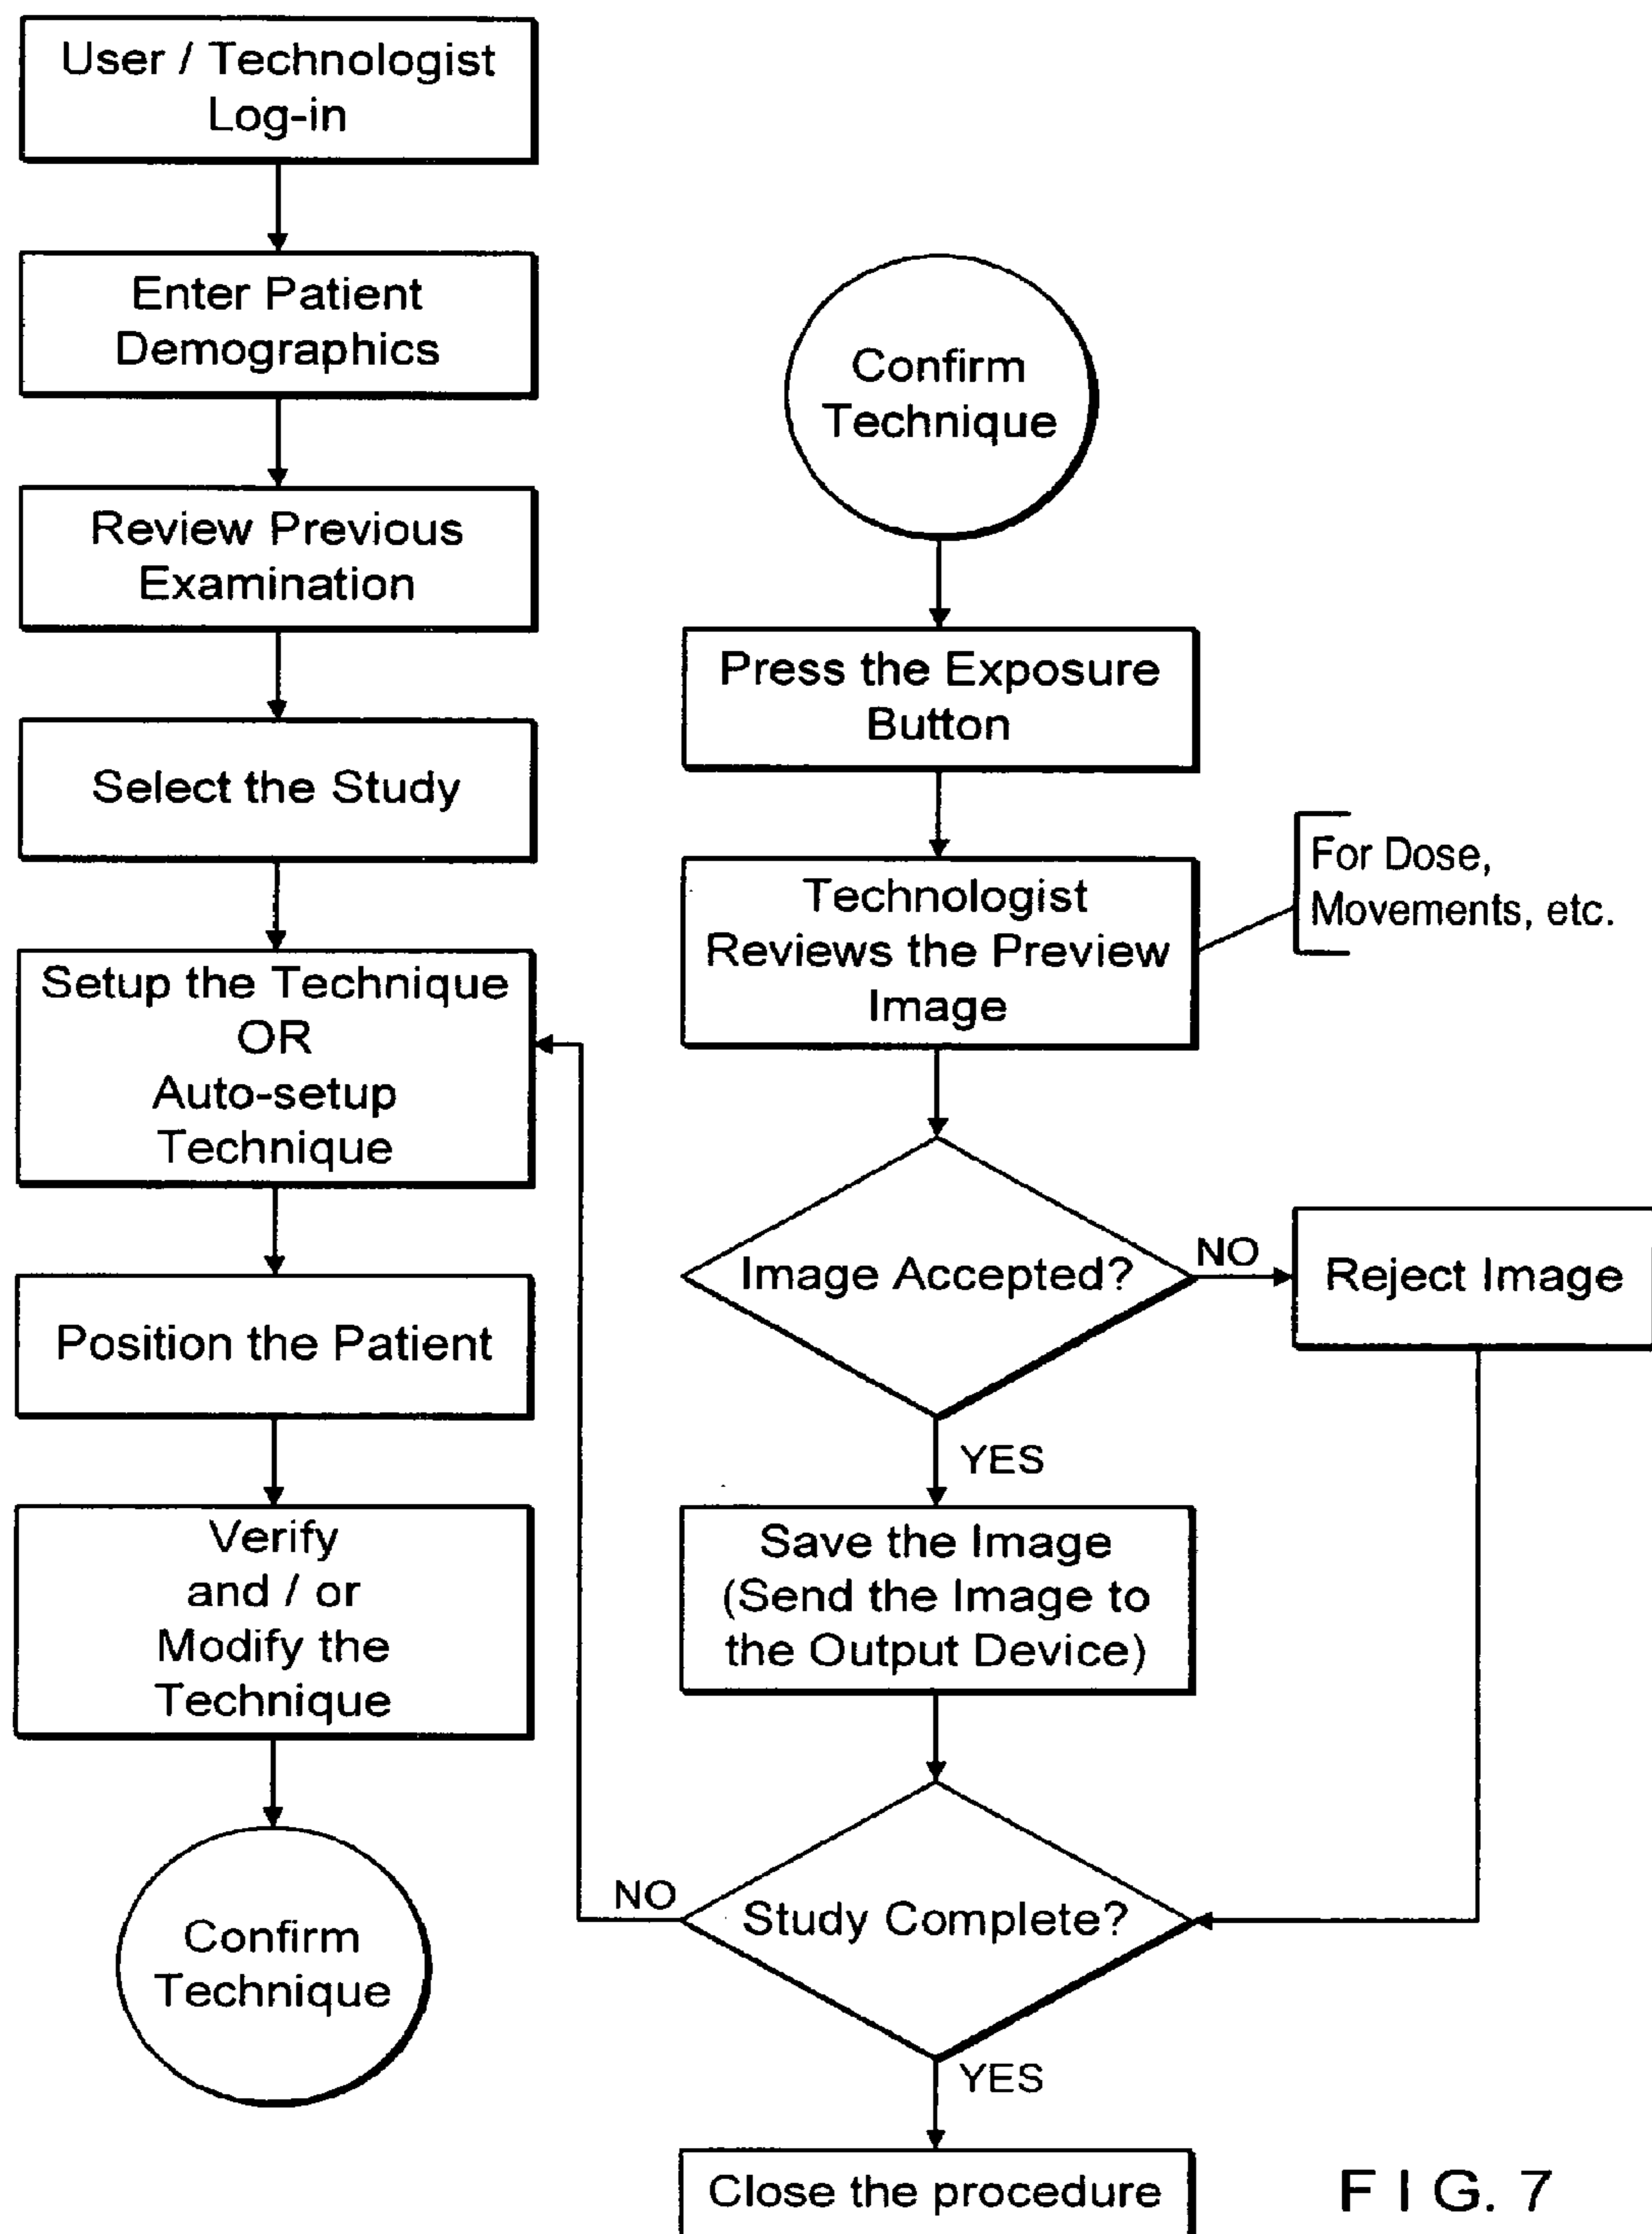 User / Technologist
Log-in
Enter Patient
Demographics
Review Previous
Examination
Select the Study
Setup the Technique
OR
Auto-setup
Technique
Position the Patient
Verify
and / or
Modify the
Technique
Confirm
Technique
Confirm
Technique
Press the Exposure
Button
Technologist
Reviews the Preview
Image
For Dose,
Movements, etc.
Image Accepted?
NO
Reject Image
YES
Save the Image
(Send the Image to
the Output Device)
Study Complete?
NO
YES
Close the procedure
FIG. 7